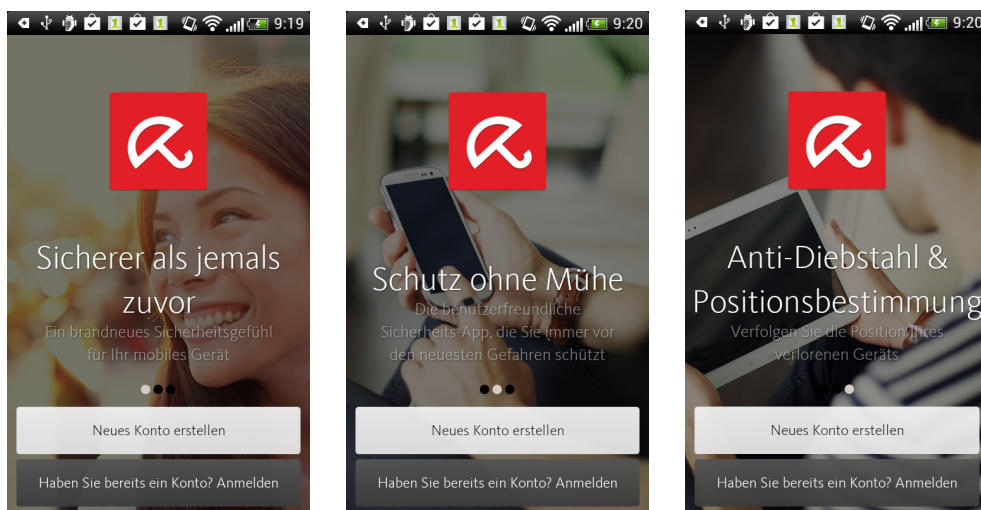 9:19
Sicherer als jemals
zuvor
Ein brandneues Sicherheitsgefühl
für Ihr mobiles Gerät
Neues Konto erstellen
Haben Sie bereits ein Konto? Anmelden
9:20
Schutz ohne Mühe
Die benutzerfreundliche
Sicherheits-App, die Sie immer vor
den neuesten Gefahren schützt
Neues Konto erstellen
Haben Sie bereits ein Konto? Anmelden
9:20
Anti-Diebstahl &
Positionsbestimmung
Verfolgen Sie die Position Ihres
verlorenen Geräts
Neues Konto erstellen
Haben Sie bereits ein Konto? Anmelden